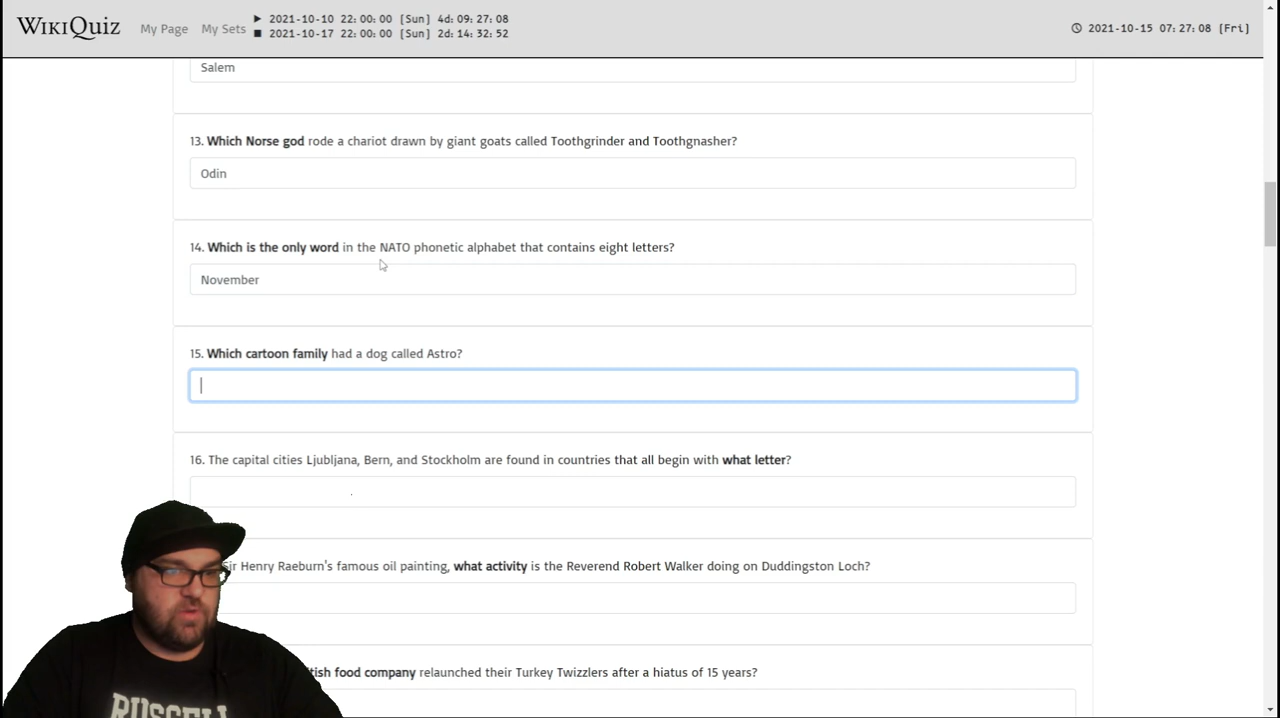 WikiQuiz My Page My Sets
2021-10-10 22:00:00 [Sun] 4d:09:27:08
2021-10-17 22:00:00 [Sun] 2d:14:32:52
2021-10-15 07:27:08 [Fri]
Salem
13. Which Norse god rode a chariot drawn by giant goats called Toothgrinder and Toothgnasher?
Odin
14. Which is the only word in the NATO phonetic alphabet that contains eight letters?
November
15. Which cartoon family had a dog called Astro?
16. The capital cities Ljubljana, Bern, and Stockholm are found in countries that all begin with what letter?
Sir Henry Raeburn's famous oil painting, what activity is the Reverend Robert Walker doing on Duddingston Loch?
food company relaunched their Turkey Twizzlers after a hiatus of 15 years?
RUSSELL